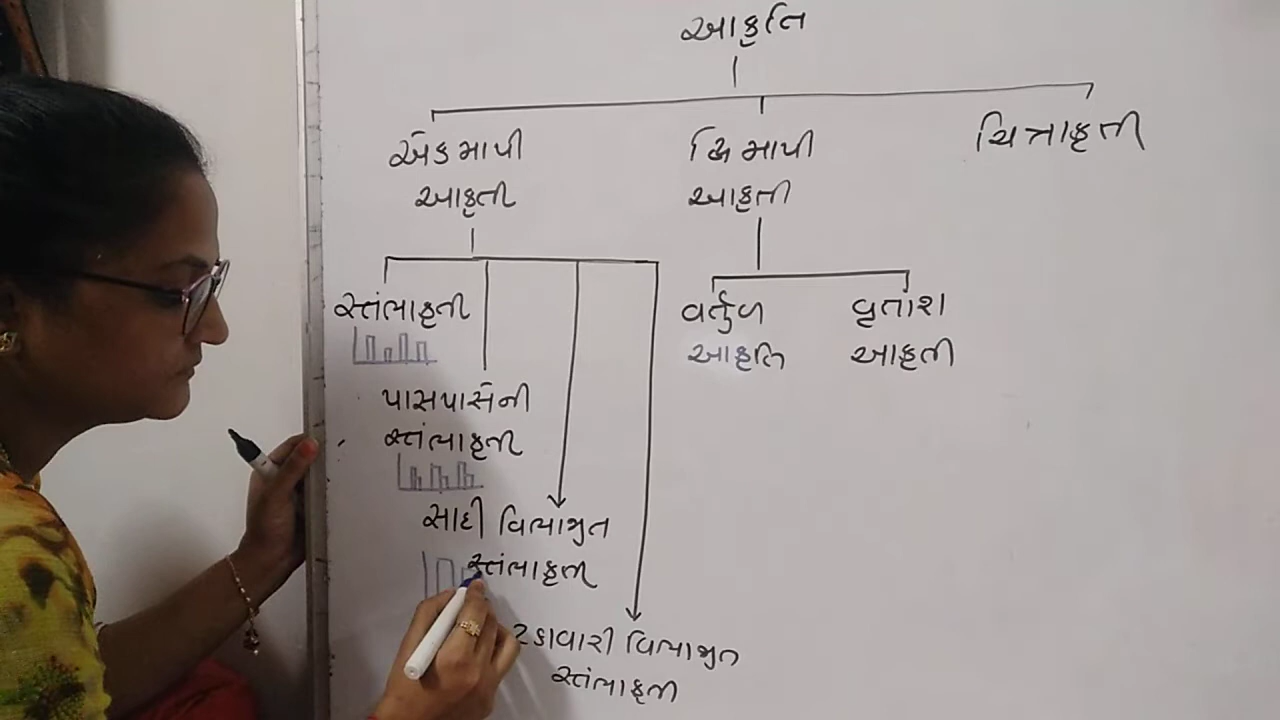 આકૃતિ
એક માપી
આકૃતી
દ્વિ માપી
આકૃતી
ચિત્રાકૃતી
સ્તંભાકૃતી
પાસપાસેની
સ્તંભાકૃતી
સાદી વિભાજીત
સ્તંભાકૃતી
ટકાવારી વિભાજીત
સ્તંભાકૃતી
વર્તુળ
આકૃતિ
વૃતાંશ
આકૃતી